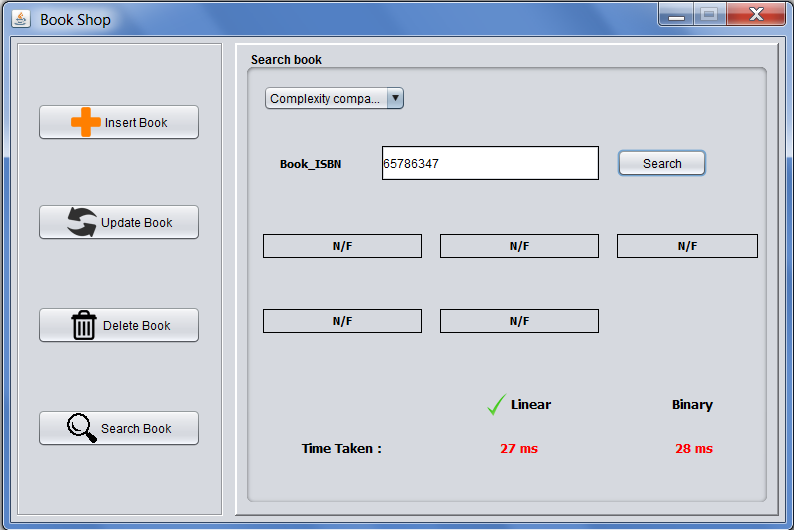 Book Shop
Insert Book
Update Book
Delete Book
Search Book
Search book
Complexity compa...
Book_ISBN 65786347 Search
N/F N/F N/F
N/F N/F
Linear Binary
Time Taken : 27 ms 28 ms